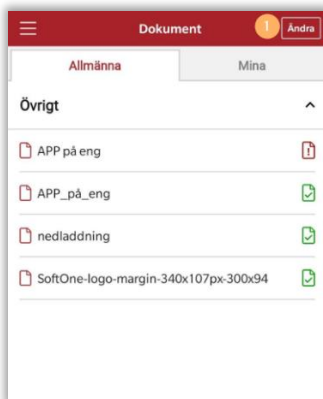 Dokument
1
Ändra
Allmänna
Mina
Övrigt
APP på eng
APP_på_eng
nedladdning
SoftOne-logo-margin-340x107px-300x94